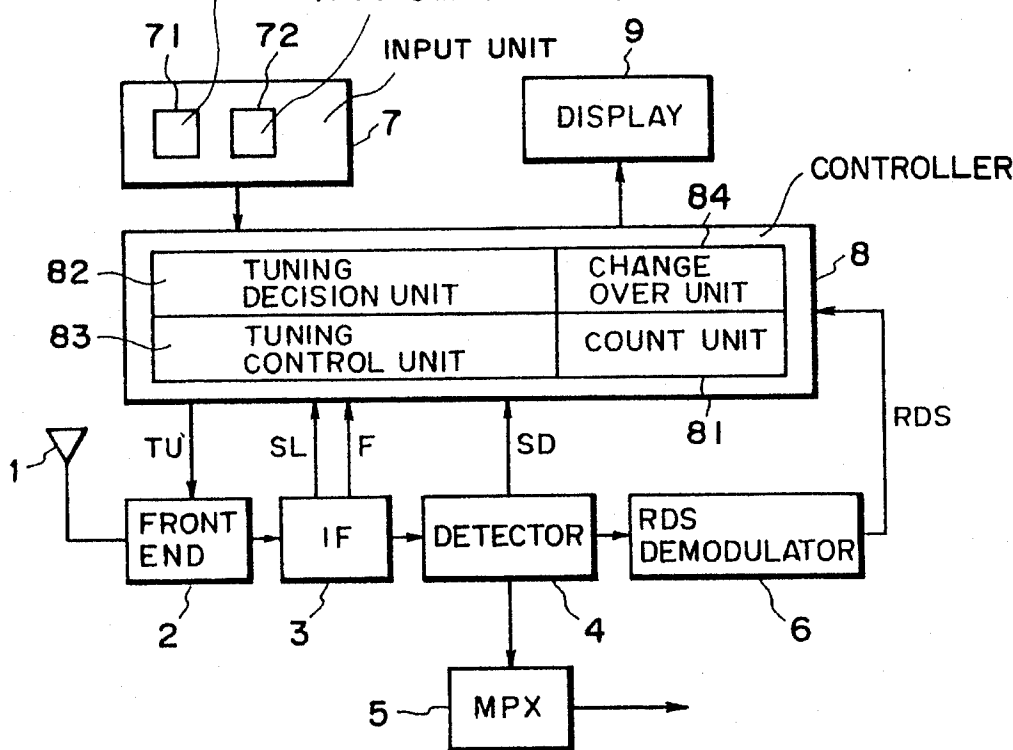 71
72
INPUT UNIT
7
9
DISPLAY
CONTROLLER
84
82
TUNING
DECISION UNIT
CHANGE
OVER UNIT
8
83
TUNING
CONTROL UNIT
COUNT UNIT
81
RDS
1
TU
SL
F
SD
FRONT
END
IF
DETECTOR
RDS
DEMODULATOR
2
3
4
6
5
MPX